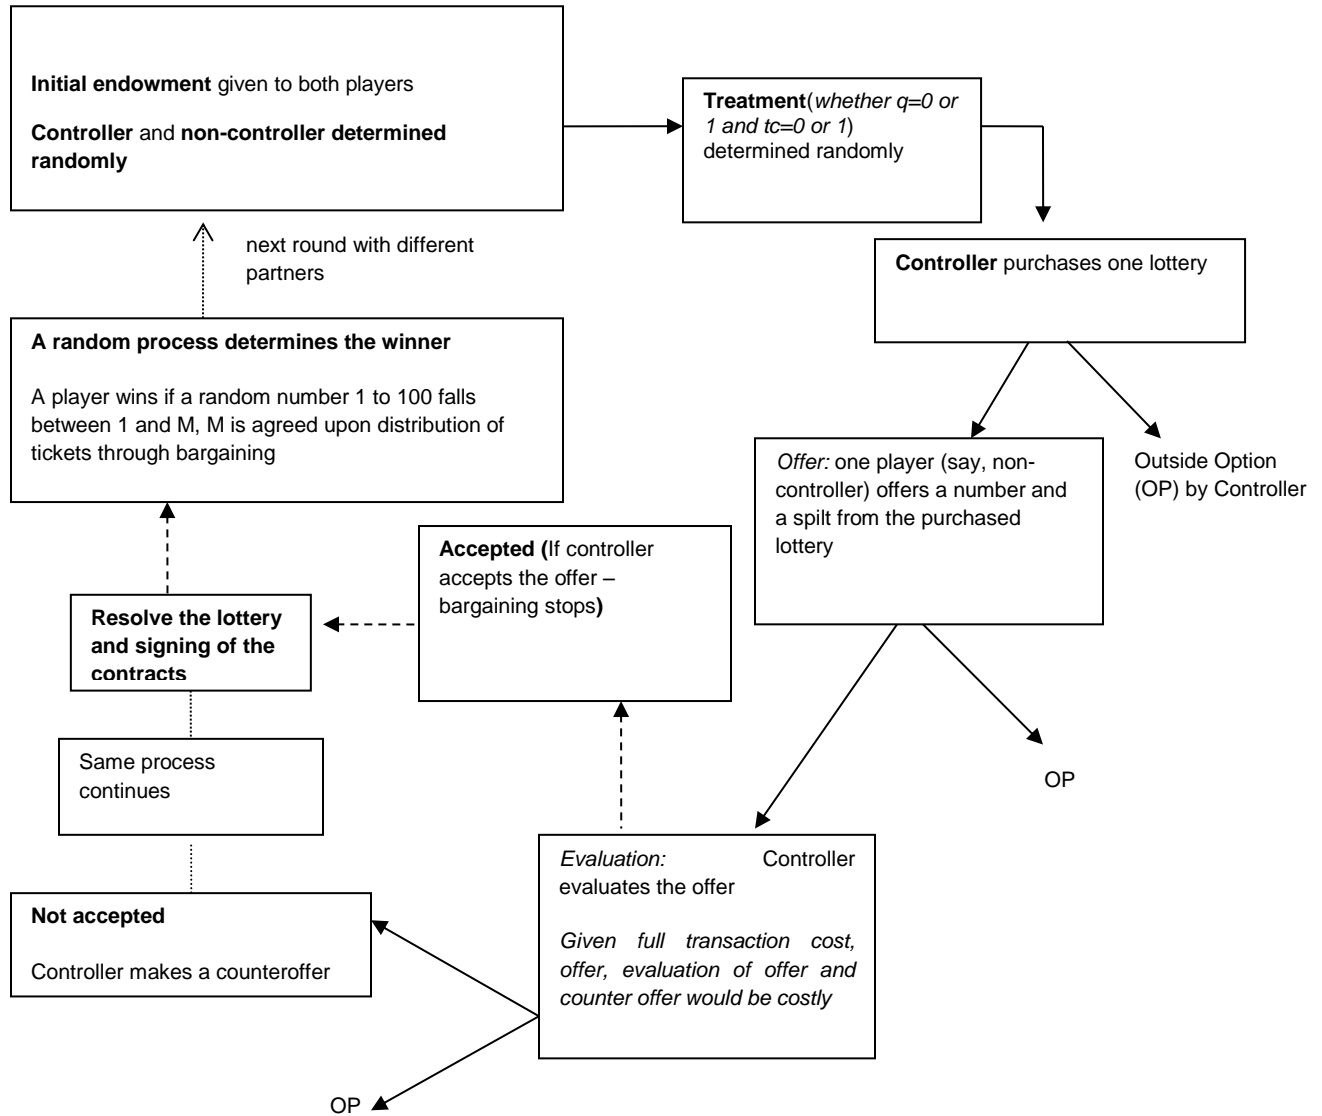 Initial endowment given to both players
Controller and non-controller determined
randomly
Treatment(whether q=0 or
1 and tc=0 or 1)
determined randomly
Controller purchases one lottery
Outside Option
(OP) by Controller
Offer: one player (say, non-
controller) offers a number and
a spilt from the purchased
lottery
OP
Evaluation: Controller
evaluates the offer
Given full transaction cost,
offer, evaluation of offer and
counter offer would be costly
OP
Accepted (If controller
accepts the offer –
bargaining stops)
Not accepted
Controller makes a counteroffer
Same process
continues
Resolve the lottery
and signing of the
contracts
A random process determines the winner
A player wins if a random number 1 to 100 falls
between 1 and M, M is agreed upon distribution of
tickets through bargaining
next round with different
partners